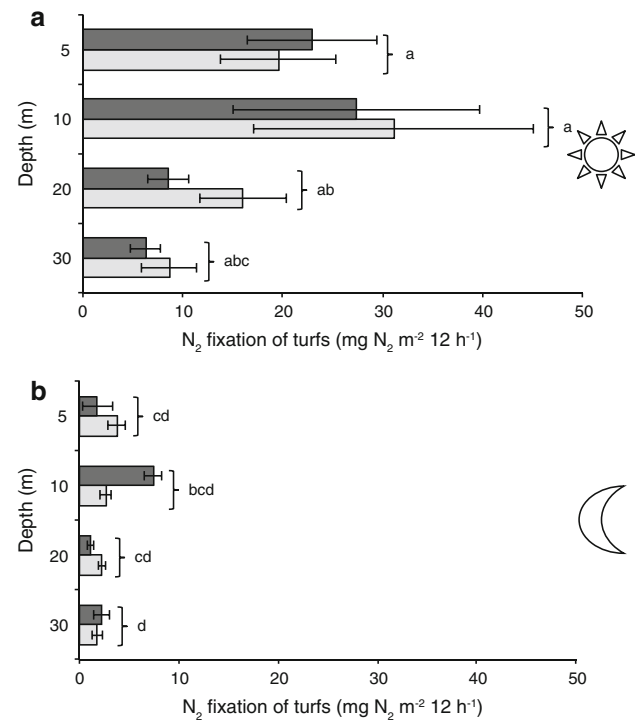 a
5
a
10
a
Depth (m)
20
ab
30
abc
0 10 20 30 40 50
N₂ fixation of turfs (mg N₂ m⁻² 12 h⁻¹)
b
5
cd
10
bcd
Depth (m)
20
cd
30
d
0 10 20 30 40 50
N₂ fixation of turfs (mg N₂ m⁻² 12 h⁻¹)